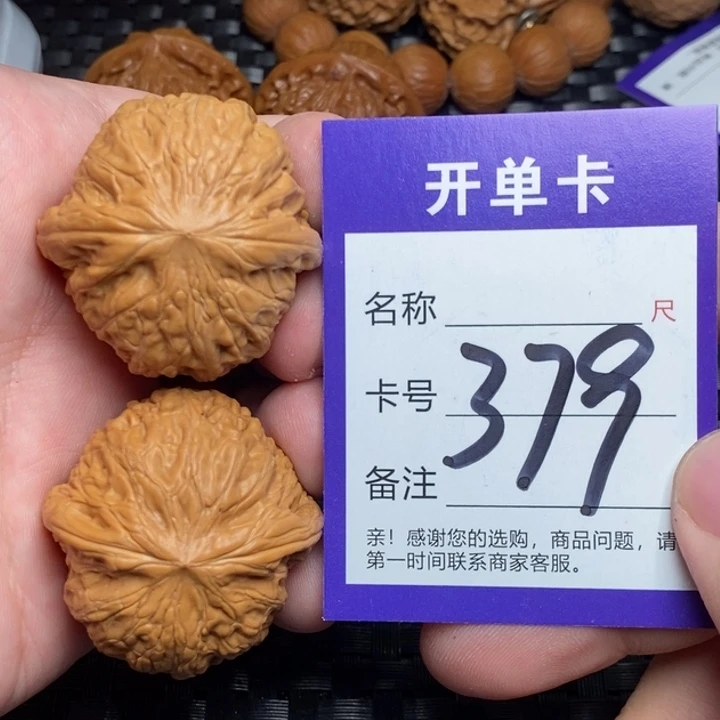 开单卡
名称 尺
卡号 379
备注
亲！感谢您的选购，商品问题，请
第一时间联系商家客服。